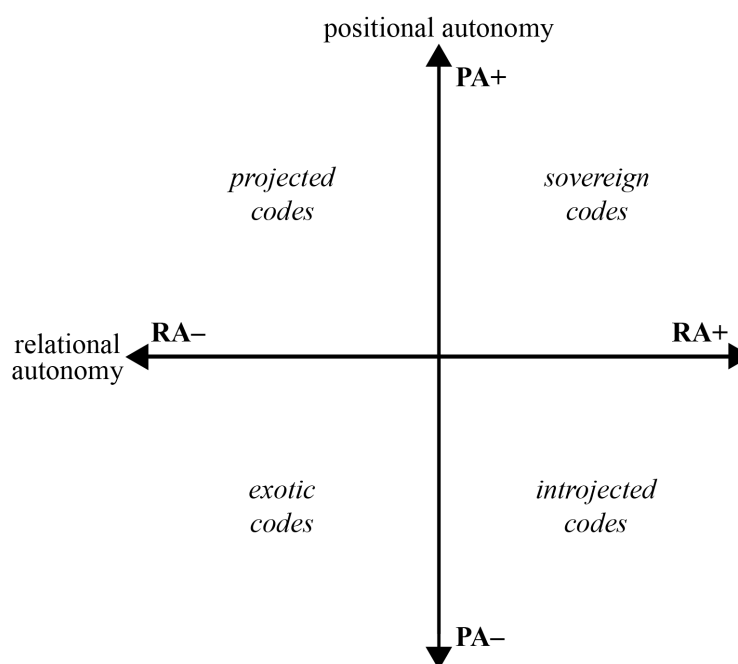 positional autonomy
PA+
projected
codes
sovereign
codes
RA–
RA+
relational
autonomy
exotic
codes
introjected
codes
PA–